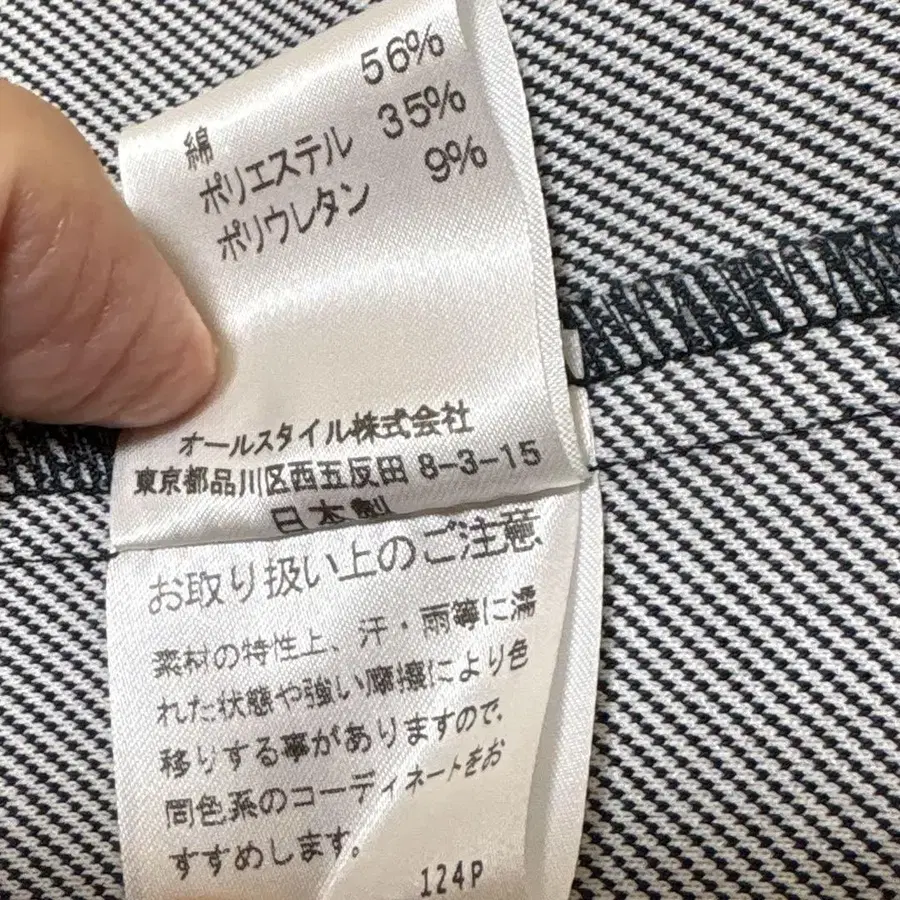 綿 56%
ポリエステル 35%
ポリウレタン 9%
オールスタイル株式会社
東京都品川区西五反田 8-3-15
日本製
お取り扱い上のご注意
素材の特性上、汗・雨等に濡
れた状態や強い摩擦により色
移りする事がありますので、
同色系のコーディネートをお
すすめします。
124P